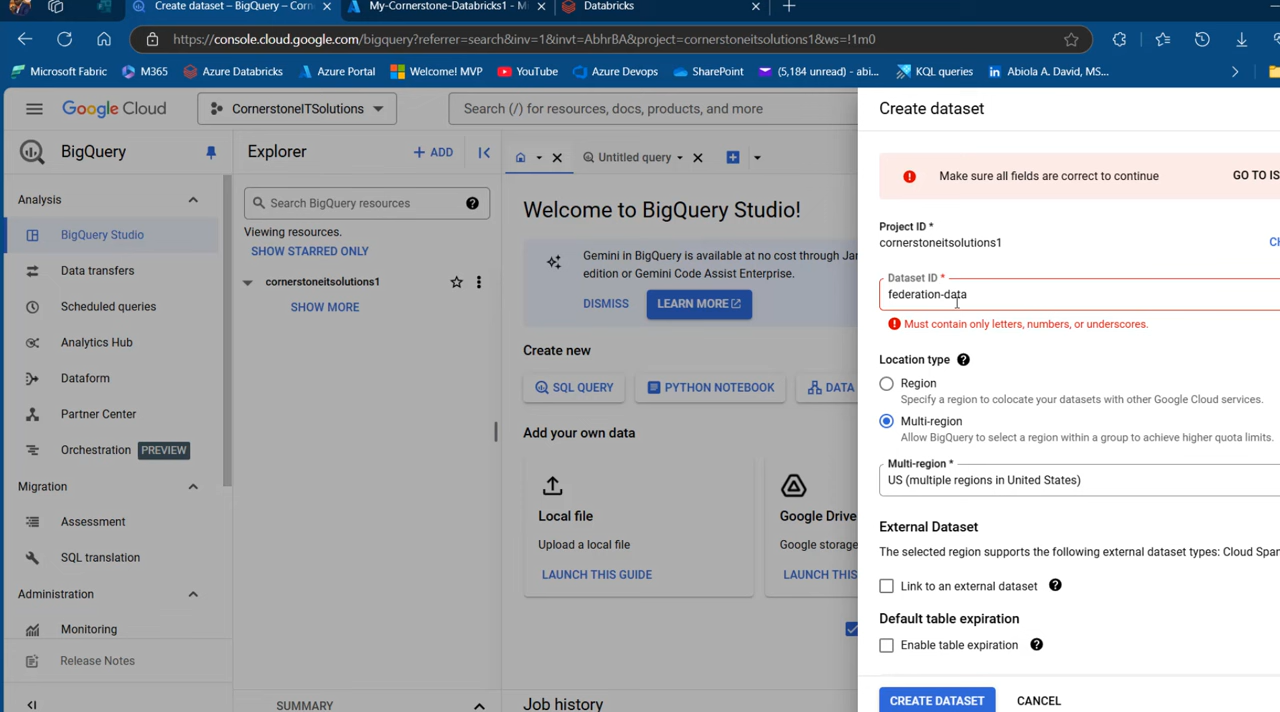 Create dataset – BigQuery – Corn
My-Cornerstone-Databricks1 - Mi
Databricks
https://console.cloud.google.com/bigquery?referrer=search&inv=1&invt=AbhrBA&project=cornerstoneitsolutions1&ws=!1m0
Microsoft Fabric
M365
Azure Databricks
Azure Portal
Welcome! MVP
YouTube
Azure Devops
SharePoint
(5,184 unread) - abi...
KQL queries
Abiola A. David, MS...
Google Cloud
CornerstoneITSolutions
Search (/) for resources, docs, products, and more
BigQuery
Analysis
BigQuery Studio
Data transfers
Scheduled queries
Analytics Hub
Dataform
Partner Center
Orchestration PREVIEW
Migration
Assessment
SQL translation
Administration
Monitoring
Release Notes
Explorer
+ ADD
Search BigQuery resources
Viewing resources.
SHOW STARRED ONLY
cornerstoneitsolutions1
SHOW MORE
SUMMARY
Untitled query
Welcome to BigQuery Studio!
Gemini in BigQuery is available at no cost through Jan
edition or Gemini Code Assist Enterprise.
DISMISS
LEARN MORE
Create new
SQL QUERY
PYTHON NOTEBOOK
DATA
Add your own data
Local file
Upload a local file
LAUNCH THIS GUIDE
Google Drive
Google storage
LAUNCH THIS
Job history
Create dataset
Make sure all fields are correct to continue
GO TO IS
Project ID *
cornerstoneitsolutions1
CH
Dataset ID *
federation-data
Must contain only letters, numbers, or underscores.
Location type
Region
Specify a region to colocate your datasets with other Google Cloud services.
Multi-region
Allow BigQuery to select a region within a group to achieve higher quota limits.
Multi-region *
US (multiple regions in United States)
External Dataset
The selected region supports the following external dataset types: Cloud Span
Link to an external dataset
Default table expiration
Enable table expiration
CREATE DATASET
CANCEL